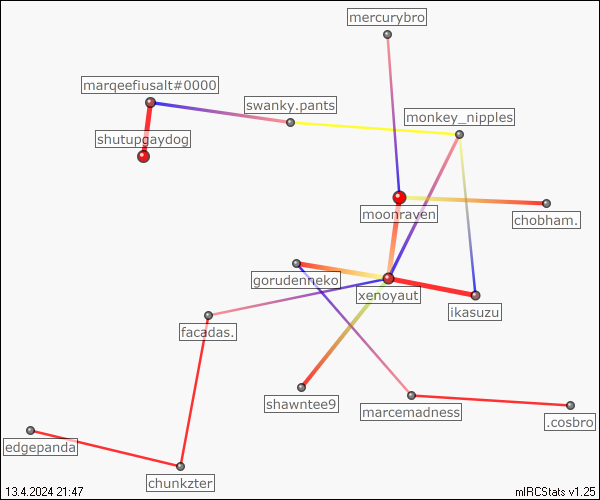 mercurybro
marqeefiusalt#0000
swanky.pants
monkey_nipples
shutupgaydog
moonraven
chobham.
gorudenneko
xenoyaut
ikasuzu
facadas.
shawntee9
marcemadness
.cosbro
edgepanda
chunkzter
13.4.2024 21:47
mIRCStats v1.25